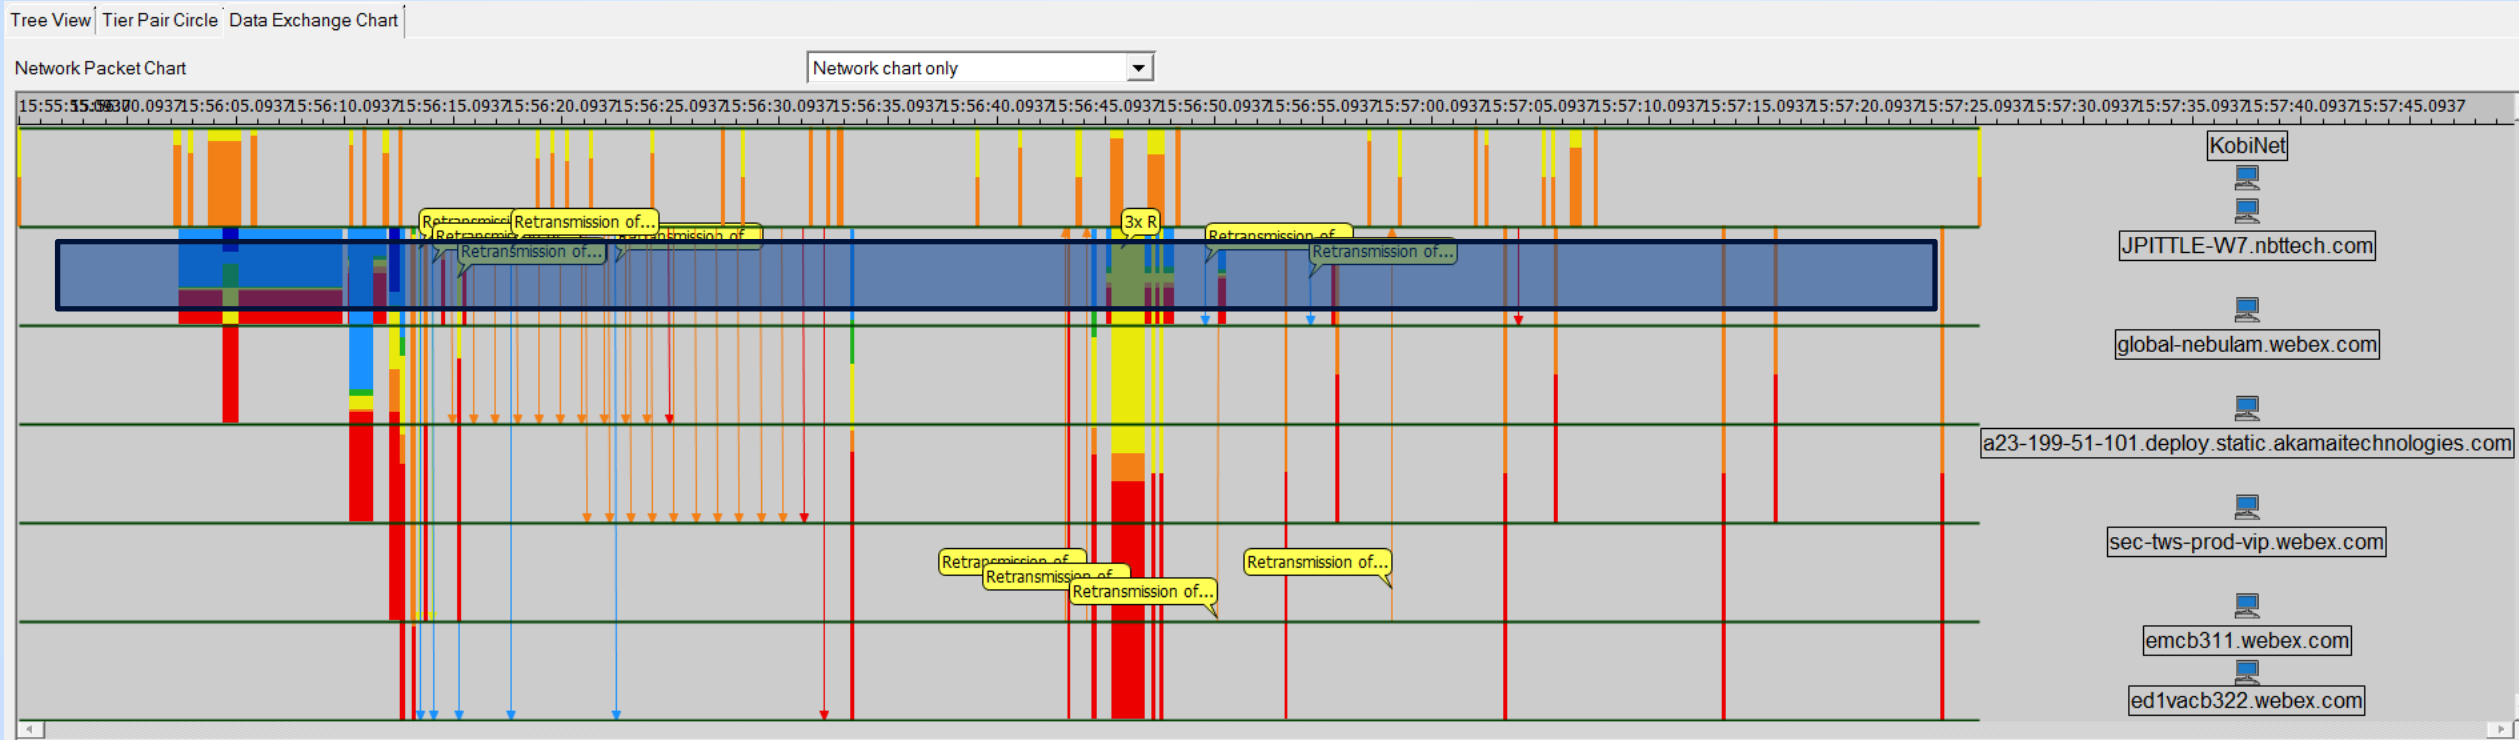 Tree View Tier Pair Circle Data Exchange Chart
Network Packet Chart
Network chart only
15:56:05.0937 15:56:10.0937 15:56:15.0937 15:56:20.0937 15:56:25.0937 15:56:30.0937 15:56:35.0937 15:56:40.0937 15:56:45.0937 15:56:50.0937 15:56:55.0937 15:57:00.0937 15:57:05.0937 15:57:10.0937 15:57:15.0937 15:57:20.0937 15:57:25.0937 15:57:30.0937 15:57:35.0937 15:57:40.0937 15:57:45.0937
KobiNet
Retransmissi Retransmission of... 3x R
Retransmission of Retransmission of
Retransmission of... Retransmission of...
JPITTLE-W7.nbttech.com
global-nebulam.webex.com
a23-199-51-101.deploy.static.akamaitechnologies.com
sec-tws-prod-vip.webex.com
Retransmission of Retransmission of...
Retransmission of
Retransmission of...
emcb311.webex.com
ed1vacb322.webex.com